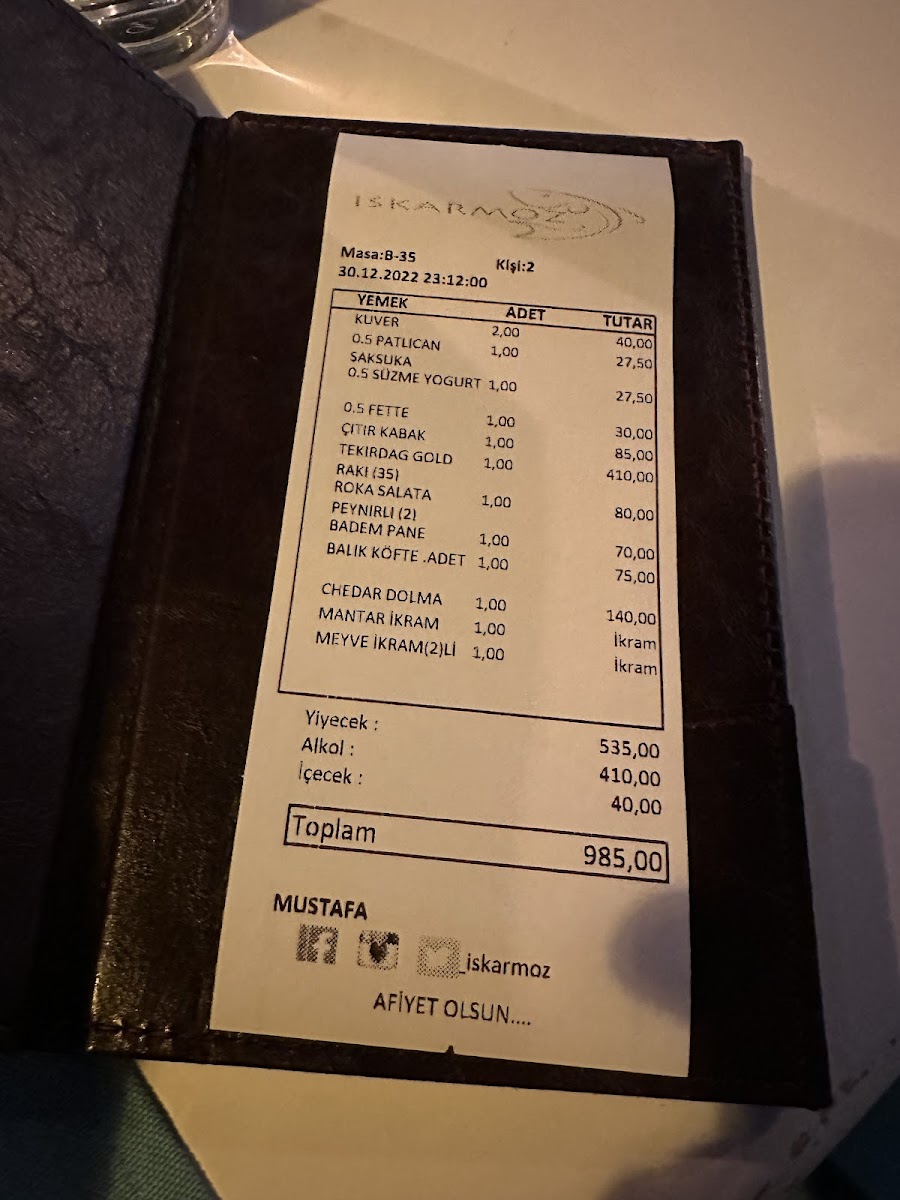 ISKARMOZ
Masa:B-35 Kişi:2
30.12.2022 23:12:00
YEMEK ADET TUTAR
KUVER 2,00 40,00
0.5 PATLICAN SAKSUKA 1,00 27,50
0.5 SÜZME YOGURT 1,00 27,50
0.5 FETTE 1,00 30,00
ÇITIR KABAK 1,00 85,00
TEKIRDAG GOLD 1,00 410,00
RAKI (35)
ROKA SALATA 1,00 80,00
PEYNIRLI (2)
BADEM PANE 1,00 70,00
BALIK KÖFTE .ADET 1,00 75,00
CHEDAR DOLMA 1,00 140,00
MANTAR İKRAM 1,00 İkram
MEYVE İKRAM(2)Lİ 1,00 İkram
Yiyecek : 535,00
Alkol : 410,00
İçecek : 40,00
Toplam 985,00
MUSTAFA
_iskarmoz
AFİYET OLSUN....